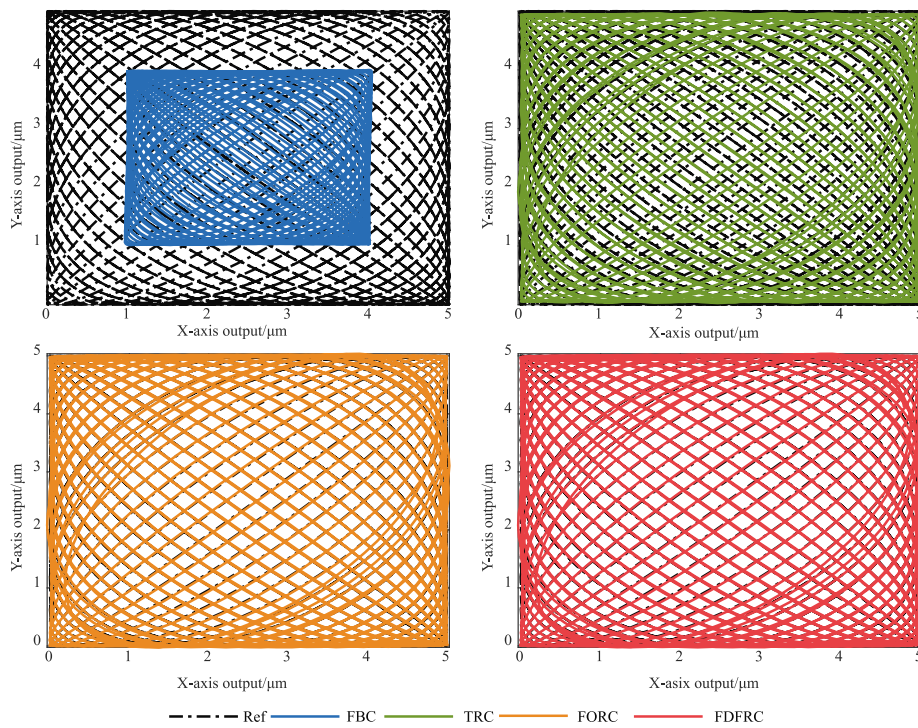 4
3
2
1
Y-axis output/μm
0 1 2 3 4 5
X-axis output/μm
4
3
2
1
Y-axis output/μm
0 1 2 3 4 5
X-axis output/μm
5
4
3
2
1
0
Y-axis output/μm
0 1 2 3 4 5
X-axis output/μm
5
4
3
2
1
0
Y-axis output/μm
0 1 2 3 4 5
X-asix output/μm
Ref FBC TRC FORC FDFRC